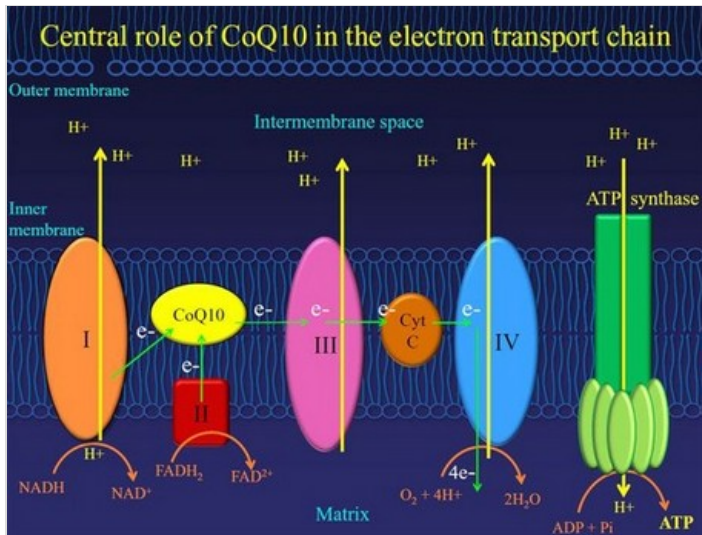 Central role of CoQ10 in the electron transport chain
Outer membrane
Intermembrane space
H+
H+
H+
H+
H+
H+
H+
H+
H+
H+
Inner
membrane
ATP synthase
I
CoQ10
e-
e-
e-
e-
III
e-
Cyt
C
e-
IV
II
H+
NADH
NAD⁺
FADH₂
FAD²⁺
4e-
O₂ + 4H+
2H₂O
H+
ADP + Pi
ATP
Matrix